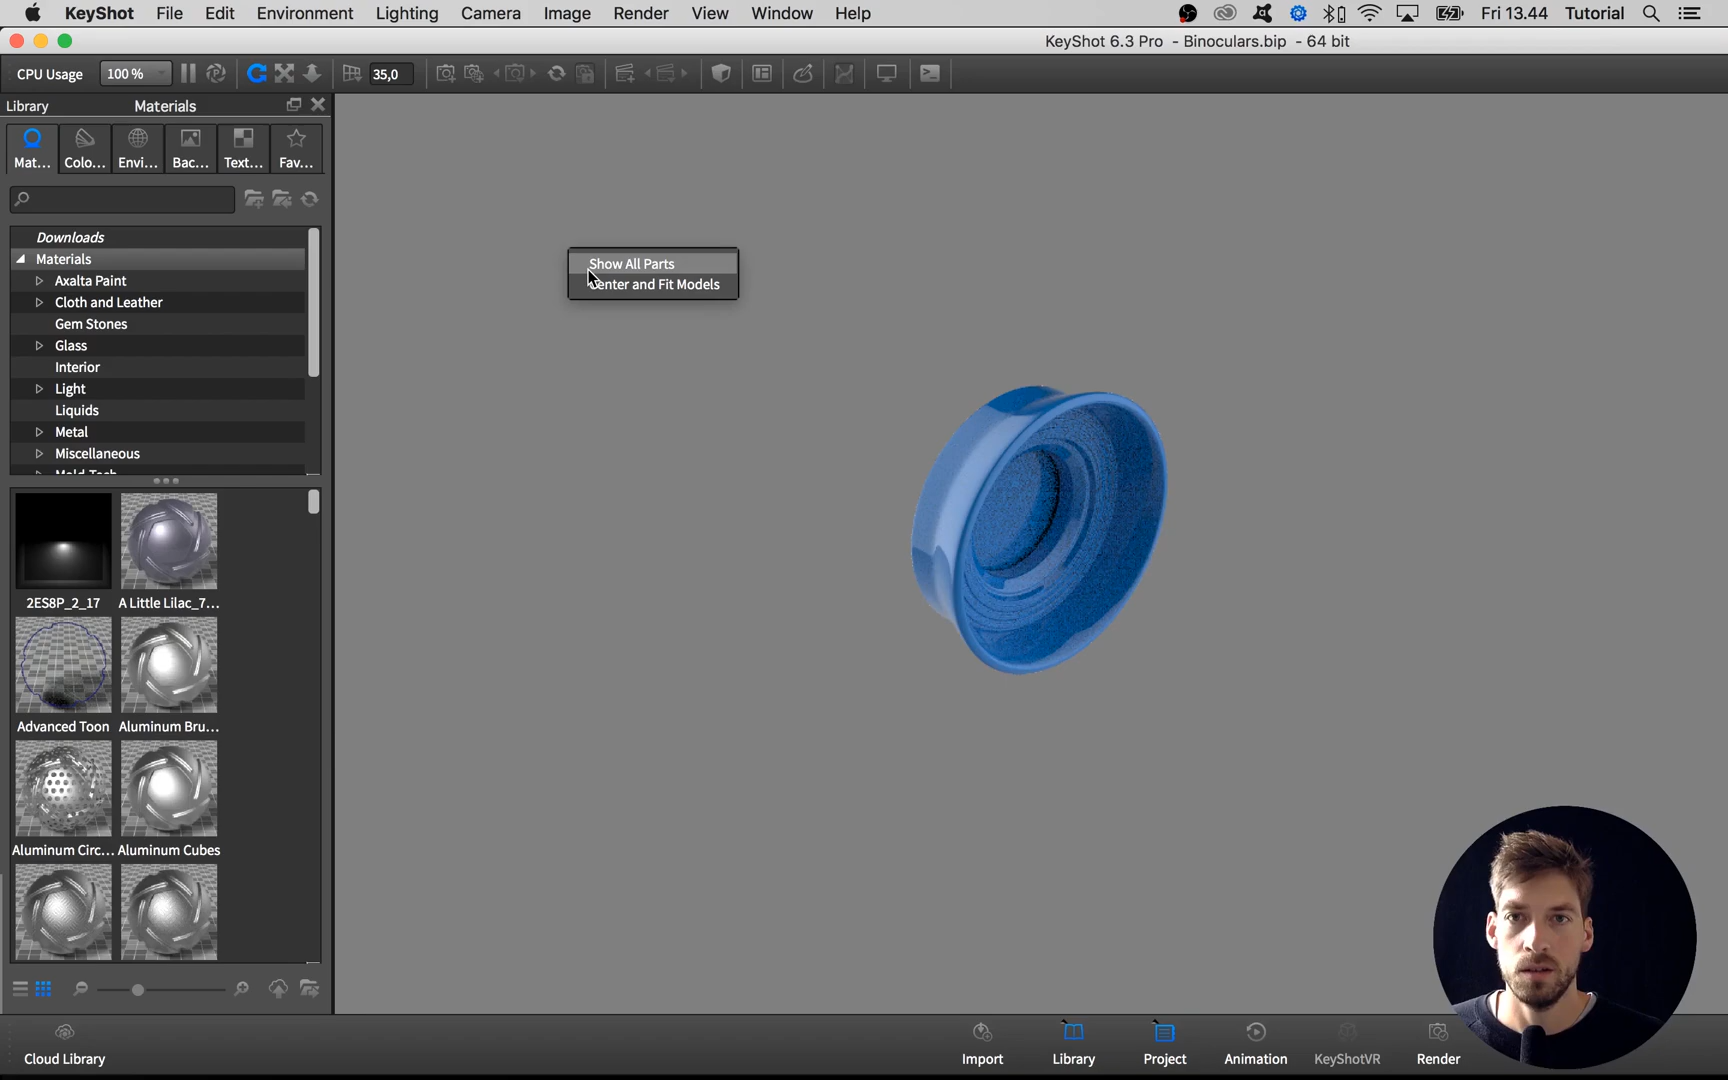 KeyShot File Edit Environment Lighting Camera Image Render View Window Help Fri 13.44 Tutorial
KeyShot 6.3 Pro - Binoculars.bip - 64 bit
CPU Usage 100 % 35,0
Library Materials
Mat... Colo... Envi... Bac... Text... Fav...
Downloads
Materials
Axalta Paint
Cloth and Leather
Gem Stones
Glass
Interior
Light
Liquids
Metal
Miscellaneous
Mold-Tech
Show All Parts
Center and Fit Models
2ES8P_2_17 A Little Lilac_7...
Advanced Toon Aluminum Bru...
Aluminum Circ... Aluminum Cubes
Cloud Library Import Library Project Animation KeyShotVR Render